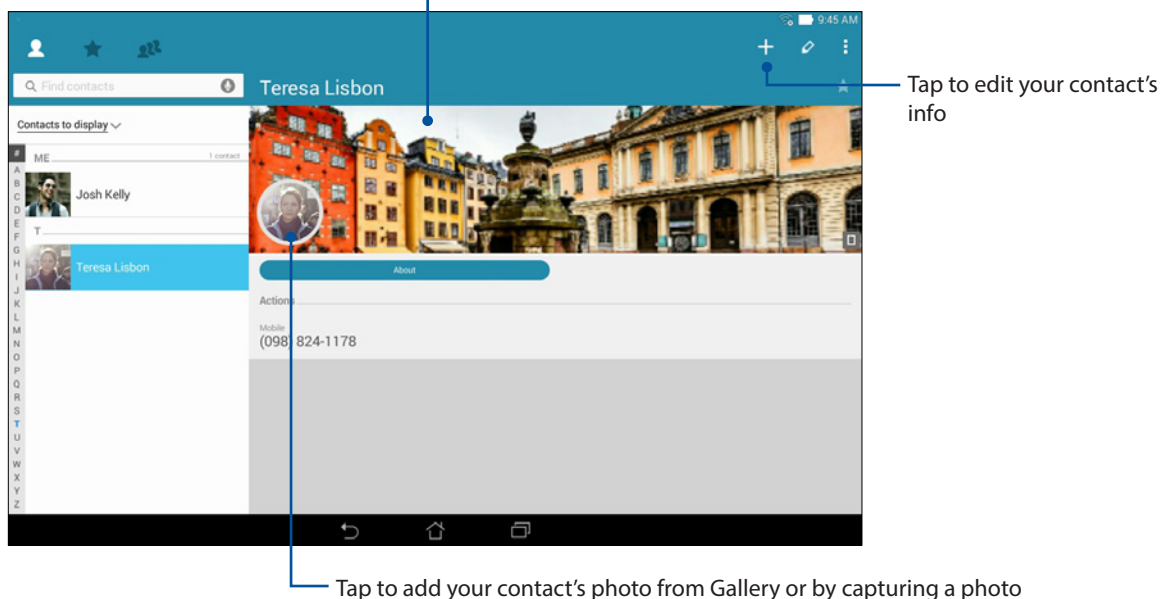 9:45 AM
Find contacts
Teresa Lisbon
Tap to edit your contact's
info
Contacts to display
#
ME
1 contact
A
B
Josh Kelly
C
D
E
T
F
G
H
Teresa Lisbon
I
J
K
L
M
N
O
P
Q
R
S
T
U
V
W
X
Y
Z
About
Actions
Mobile
(098) 824-1178
Tap to add your contact's photo from Gallery or by capturing a photo